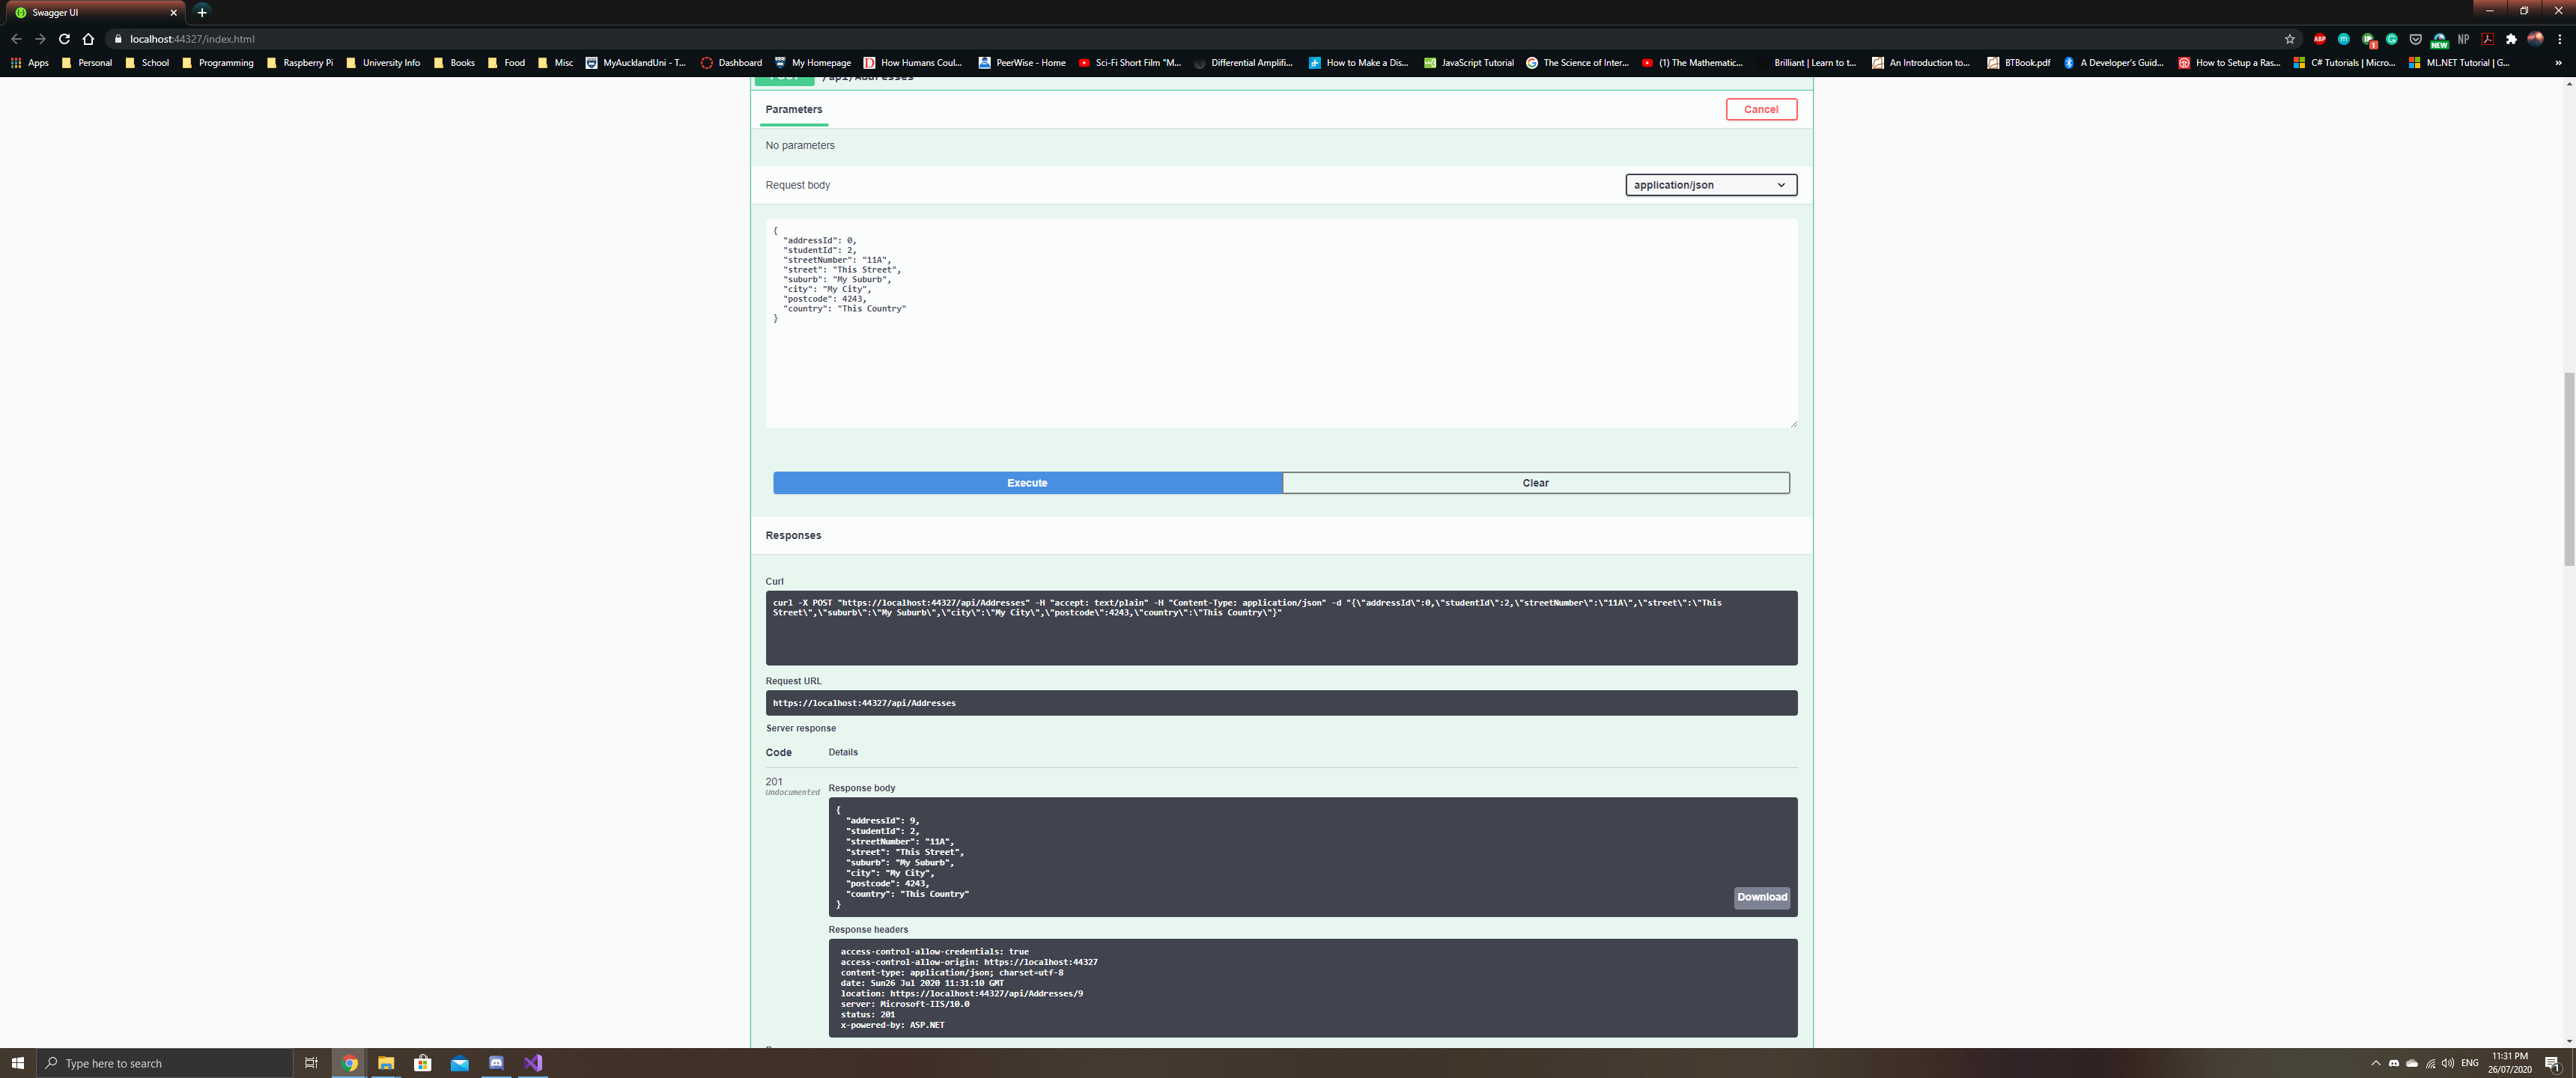 Swagger UI
localhost:44327/index.html
ABP
NEW
NP
Apps
Personal
School
Programming
Raspberry Pi
University Info
Books
Food
Misc
MyAucklandUni - T...
Dashboard
My Homepage
How Humans Coul...
PeerWise - Home
Sci-Fi Short Film "M...
Differential Amplifi...
How to Make a Dis...
JavaScript Tutorial
The Science of Inter...
(1) The Mathematic...
Brilliant | Learn to t...
An Introduction to...
BTBook.pdf
A Developer's Guid...
How to Setup a Ras...
C# Tutorials | Micro...
ML.NET Tutorial | G...
/api/Addresses
Parameters
Cancel
No parameters
Request body
application/json
{
"addressId": 0,
"studentId": 2,
"streetNumber": "11A",
"street": "This Street",
"suburb": "My Suburb",
"city": "My City",
"postcode": 4243,
"country": "This Country"
}
Execute
Clear
Responses
Curl
curl -X POST "https://localhost:44327/api/Addresses" -H "accept: text/plain" -H "Content-Type: application/json" -d "{\"addressId\":0,\"studentId\":2,\"streetNumber\":\"11A\",\"street\":\"This
Street\",\"suburb\":\"My Suburb\",\"city\":\"My City\",\"postcode\":4243,\"country\":\"This Country\"}"
Request URL
https://localhost:44327/api/Addresses
Server response
Code
Details
201
Undocumented
Response body
{
"addressId": 9,
"studentId": 2,
"streetNumber": "11A",
"street": "This Street",
"suburb": "My Suburb",
"city": "My City",
"postcode": 4243,
"country": "This Country"
}
Download
Response headers
access-control-allow-credentials: true
access-control-allow-origin: https://localhost:44327
content-type: application/json; charset=utf-8
date: Sun26 Jul 2020 11:31:10 GMT
location: https://localhost:44327/api/Addresses/9
server: Microsoft-IIS/10.0
status: 201
x-powered-by: ASP.NET
Type here to search
ENG
11:31 PM
26/07/2020
1